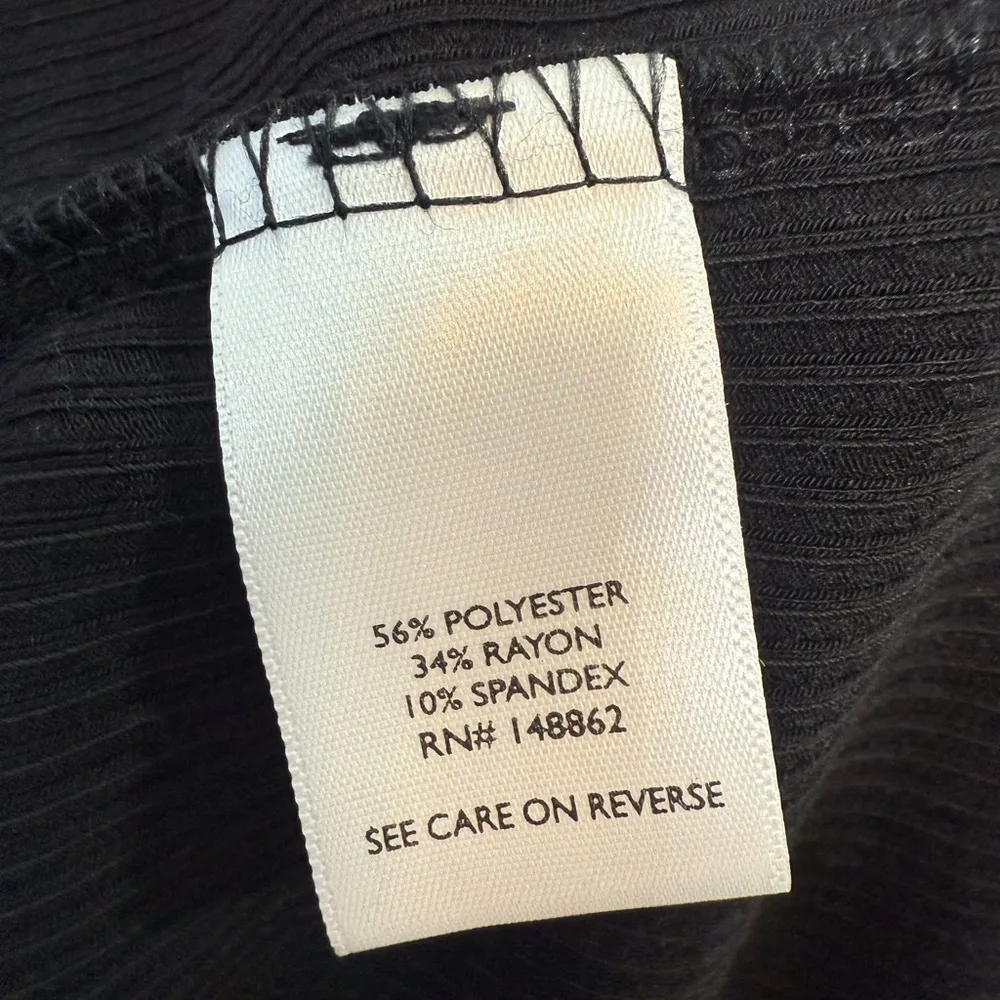 56% POLYESTER
34% RAYON
10% SPANDEX
RN# 148862
SEE CARE ON REVERSE